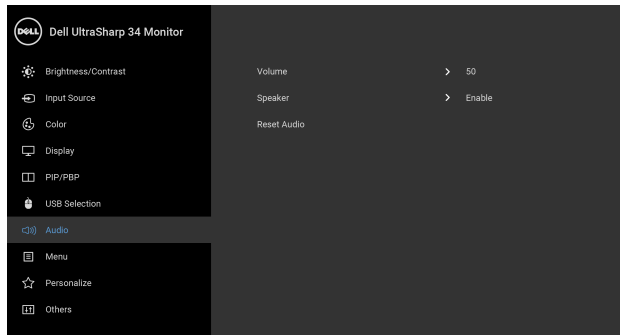 DELL Dell UltraSharp 34 Monitor
Brightness/Contrast
Volume 50
Input Source
Speaker Enable
Color
Reset Audio
Display
PIP/PBP
USB Selection
Audio
Menu
Personalize
Others